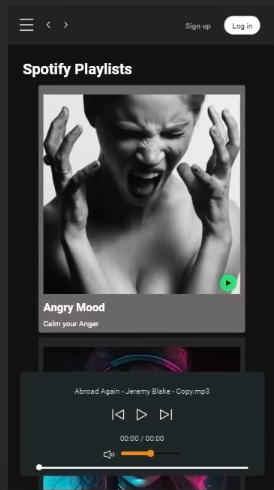 Sign up
Log in
Spotify Playlists
Angry Mood
Calm your Anger
Abroad Again - Jeremy Blake - Copy.mp3
00:00 / 00:00